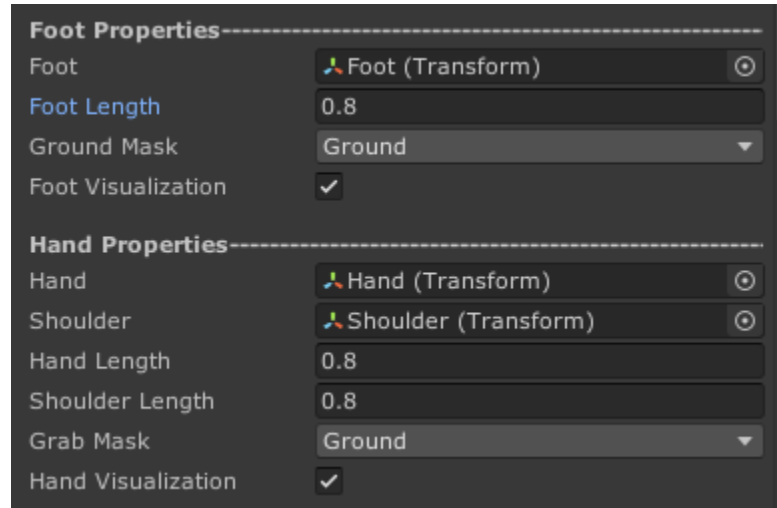 Foot Properties------------------------------------------------------
Foot Foot (Transform)
Foot Length 0.8
Ground Mask Ground
Foot Visualization
Hand Properties-----------------------------------------------------
Hand Hand (Transform)
Shoulder Shoulder (Transform)
Hand Length 0.8
Shoulder Length 0.8
Grab Mask Ground
Hand Visualization